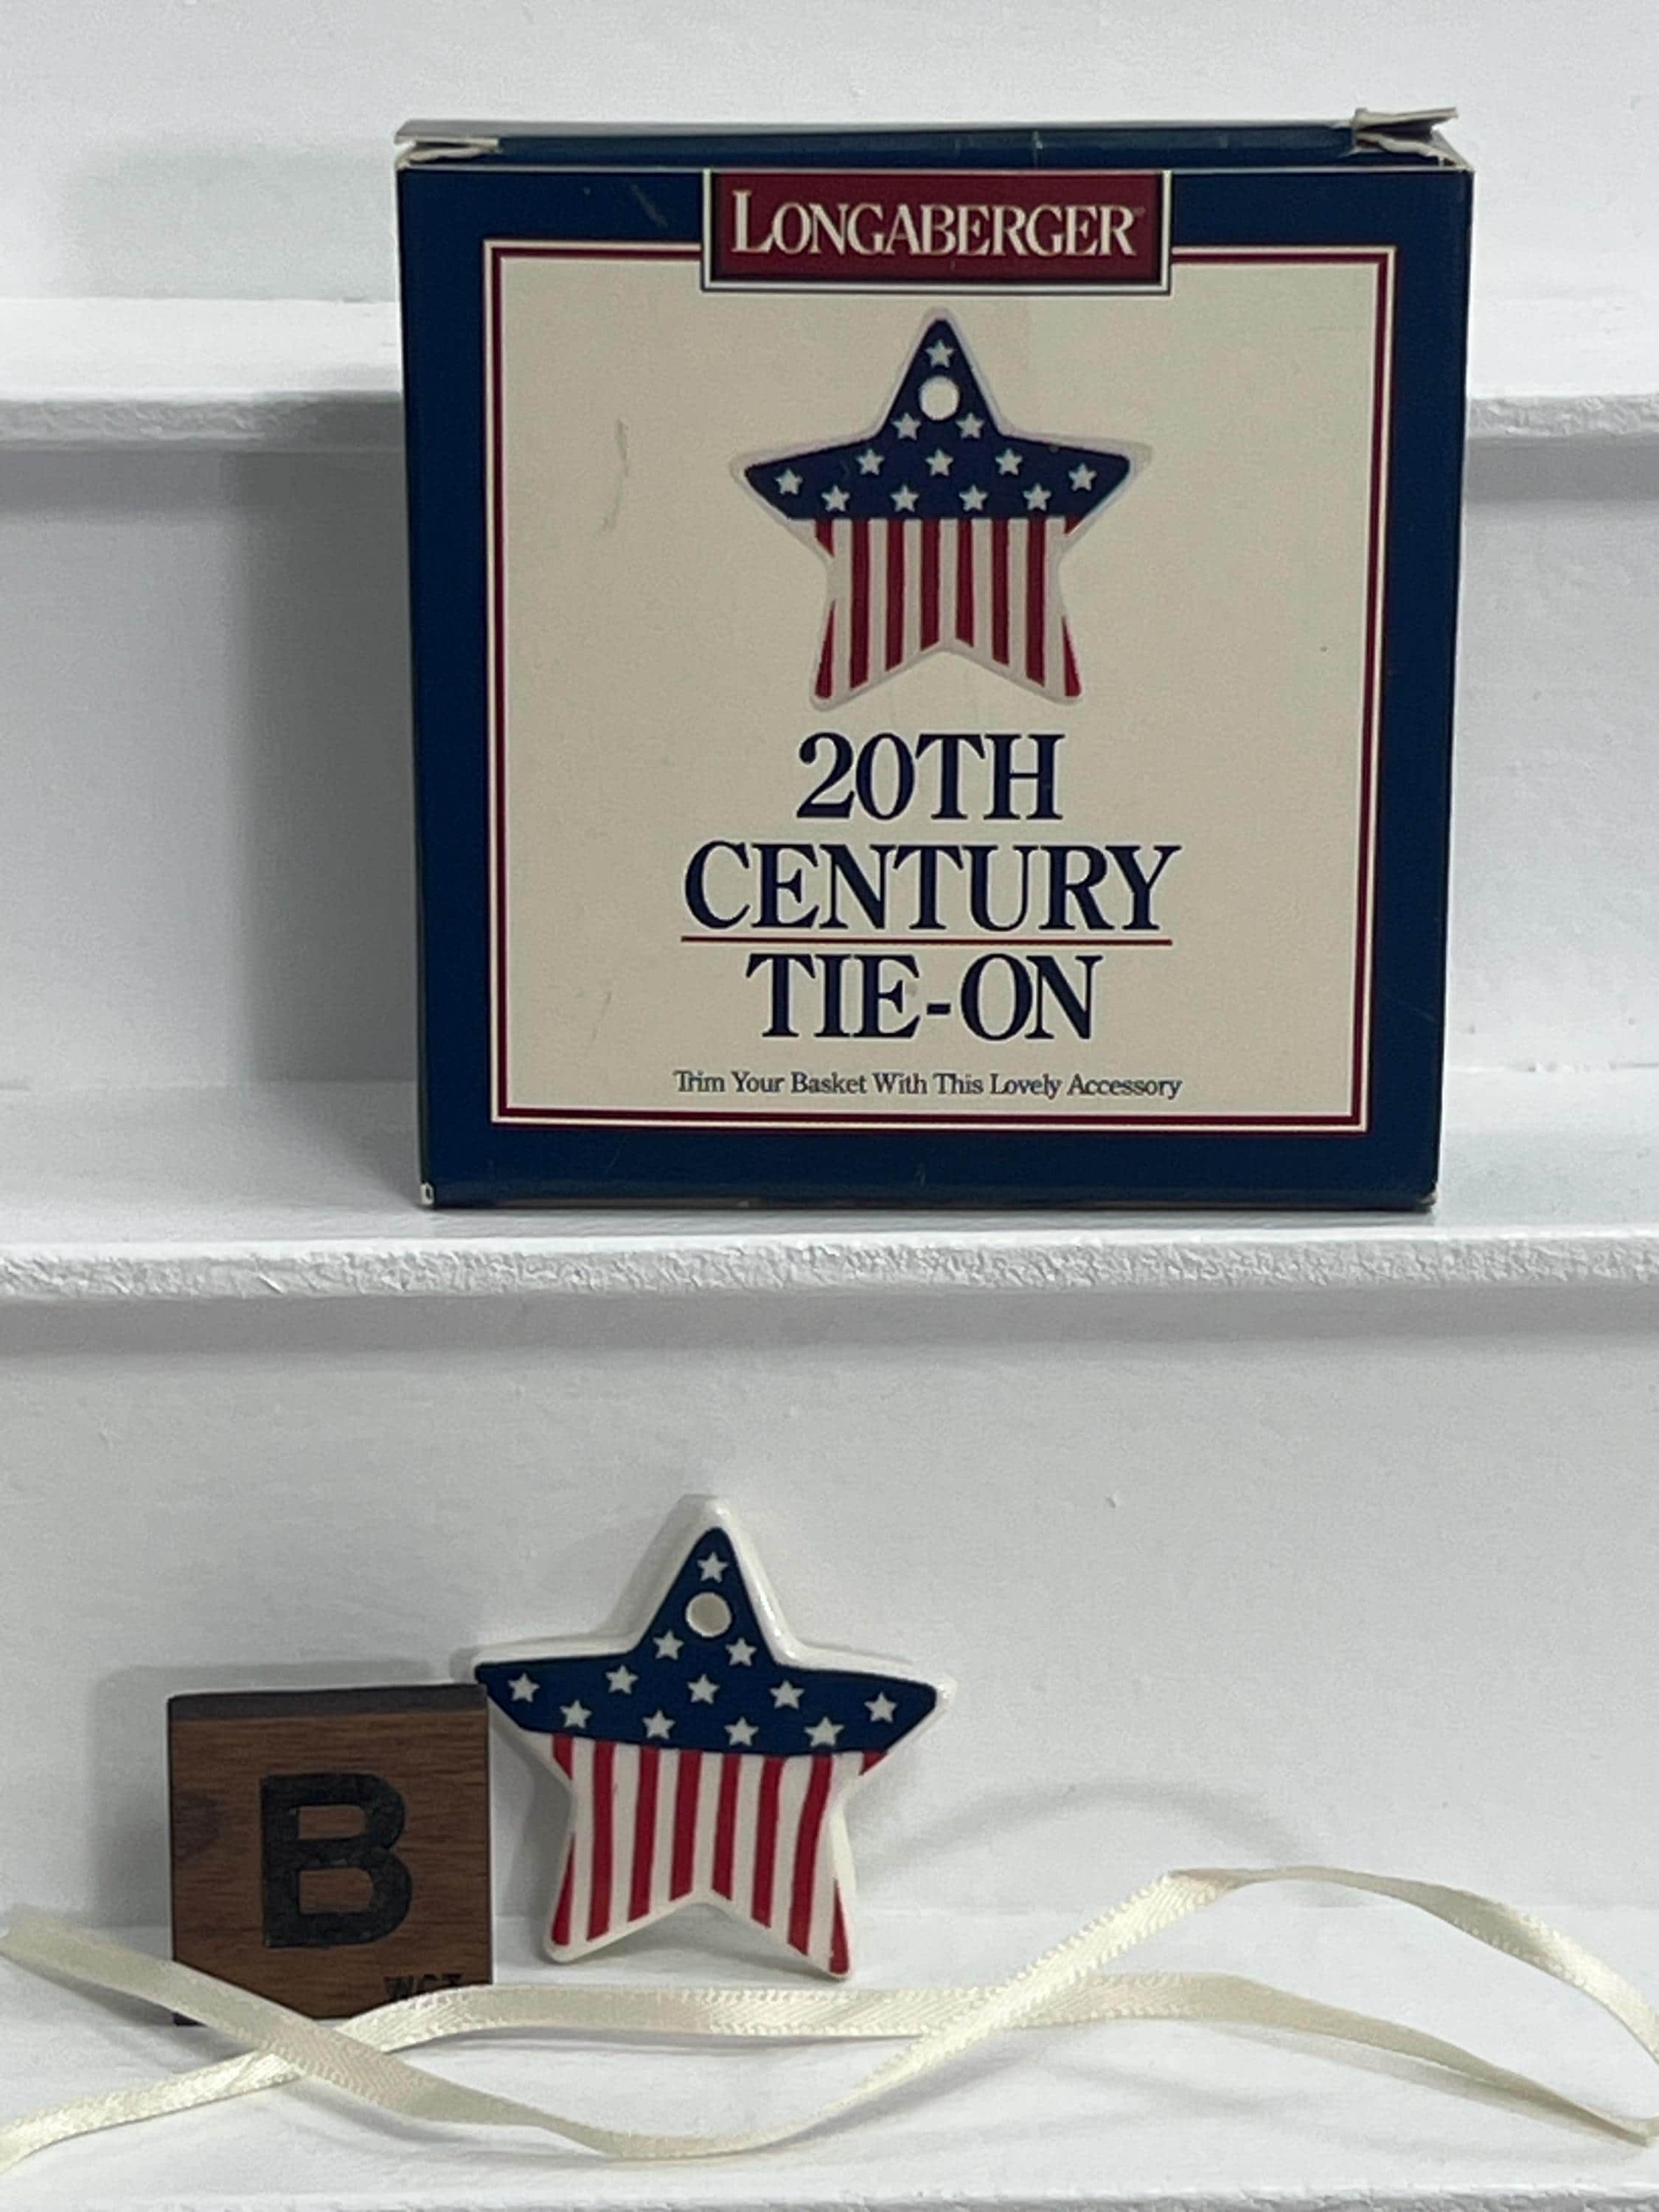 LONGABERGER
20TH
CENTURY
TIE-ON
Trim Your Basket With This Lovely Accessory
B